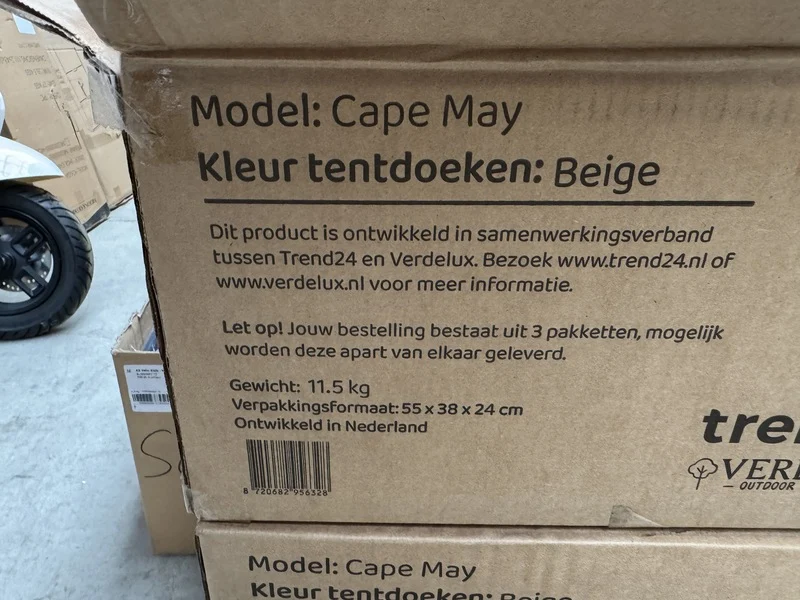 Model: Cape May
Kleur tentdoeken: Beige
Dit product is ontwikkeld in samenwerkingsverband
tussen Trend24 en Verdelux. Bezoek www.trend24.nl of
www.verdelux.nl voor meer informatie.
Let op! Jouw bestelling bestaat uit 3 pakketten, mogelijk
worden deze apart van elkaar geleverd.
Gewicht: 11.5 kg
Verpakkingsformaat: 55 x 38 x 24 cm
Ontwikkeld in Nederland
8 720682 956328
tre
VER
OUTDOOR
Model: Cape May
Kleur tentdoeken: Beige